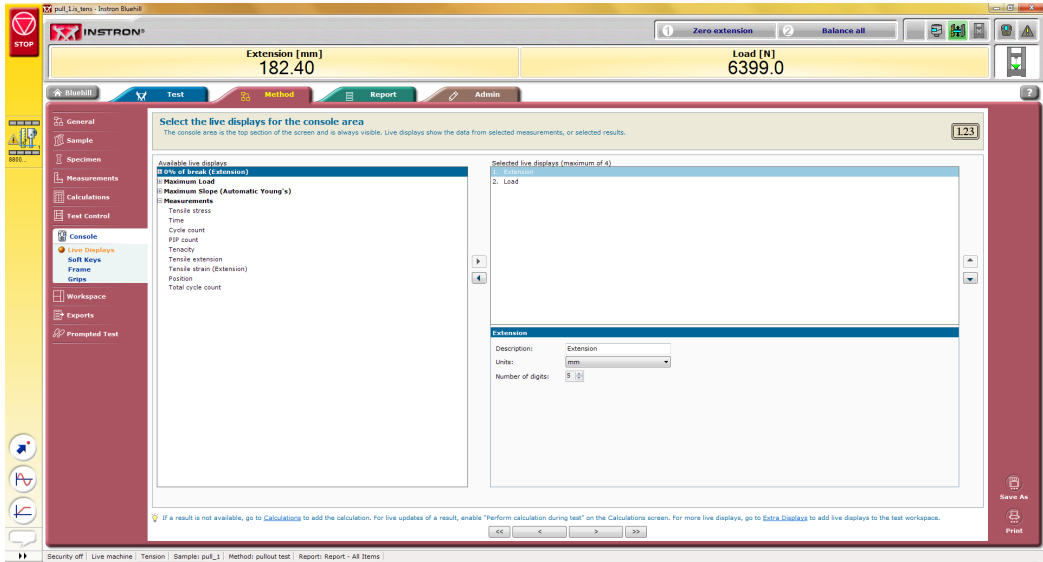 pull_1.is_tens - Instron Bluehill
STOP
INSTRON®
1 Zero extension
2 Balance all
Extension [mm]
182.40
Load [N]
6399.0
Bluehill
Test
Method
Report
Admin
?
8800...
General
Sample
Specimen
Measurements
Calculations
Test Control
Console
Live Displays
Soft Keys
Frame
Grips
Workspace
Exports
Prompted Test
Select the live displays for the console area
The console area is the top section of the screen and is always visible. Live displays show the data from selected measurements, or selected results.
1.23
Available live displays
0% of break (Extension)
Maximum Load
Maximum Slope (Automatic Young's)
Measurements
Tensile stress
Time
Cycle count
PIP count
Tenacity
Tensile extension
Tensile strain (Extension)
Position
Total cycle count
Selected live displays (maximum of 4)
1. Extension
2. Load
Extension
Description: Extension
Units: mm
Number of digits: 5
If a result is not available, go to Calculations to add the calculation. For live updates of a result, enable "Perform calculation during test" on the Calculations screen. For more live displays, go to Extra Displays to add live displays to the test workspace.
<< < > >>
Save As
Print
Security off Live machine Tension Sample: pull_1 Method: pullout test Report: Report - All Items